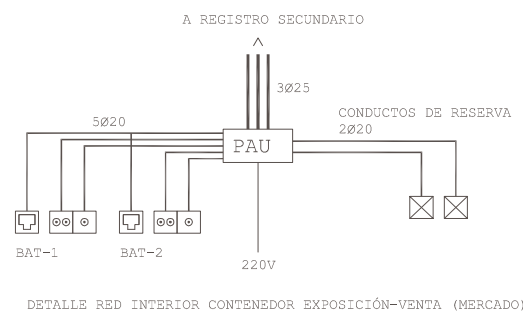 A REGISTRO SECUNDARIO
3Ø25
5Ø20
CONDUCTOS DE RESERVA
2Ø20
PAU
BAT-1
BAT-2
220V
DETALLE RED INTERIOR CONTENEDOR EXPOSICIÓN-VENTA (MERCADO)